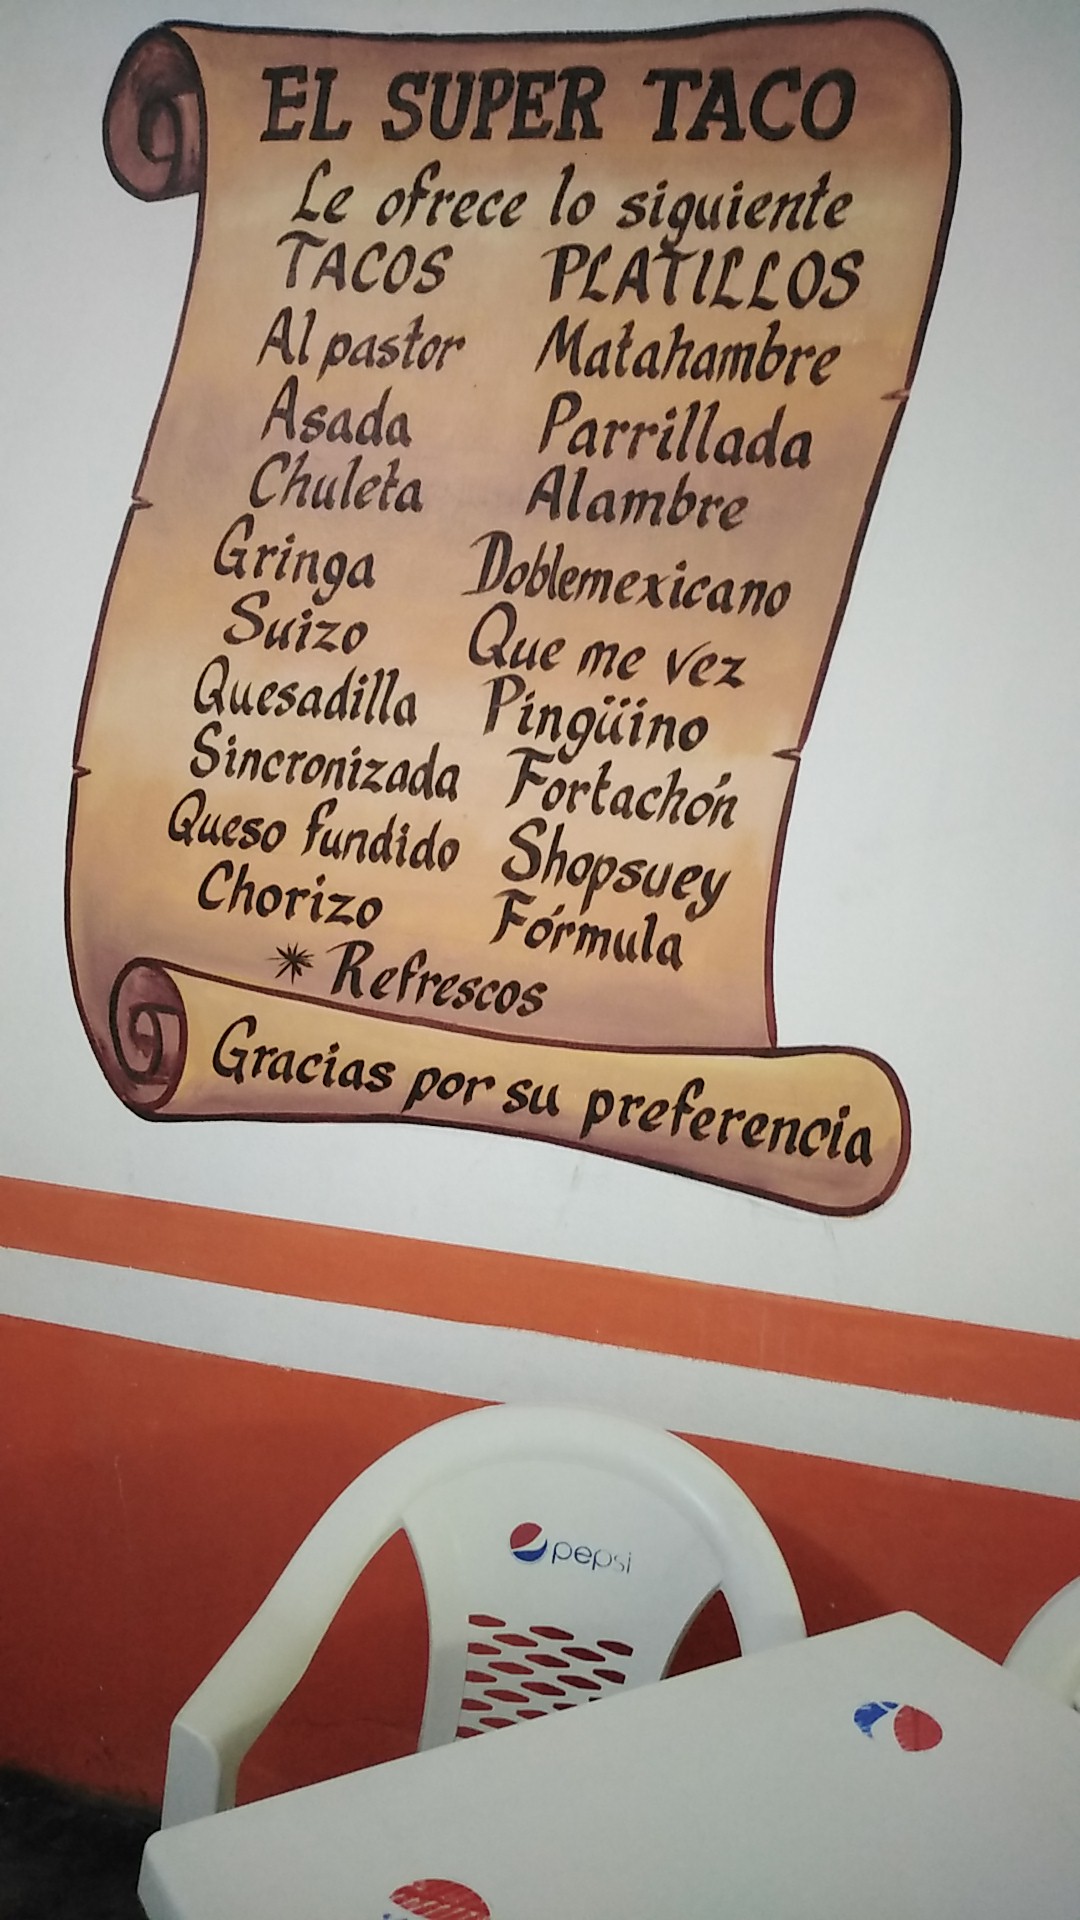 EL SUPER TACO
Le ofrece lo siguiente
TACOS PLATILLOS
Al pastor Matahambre
Asada Parrillada
Chuleta Alambre
Gringa Doblemexicano
Suizo Que me vez
Quesadilla Pingüino
Sincronizada Fortachón
Queso fundido Shopsuey
Chorizo Fórmula
* Refrescos
Gracias por su preferencia
pepsi